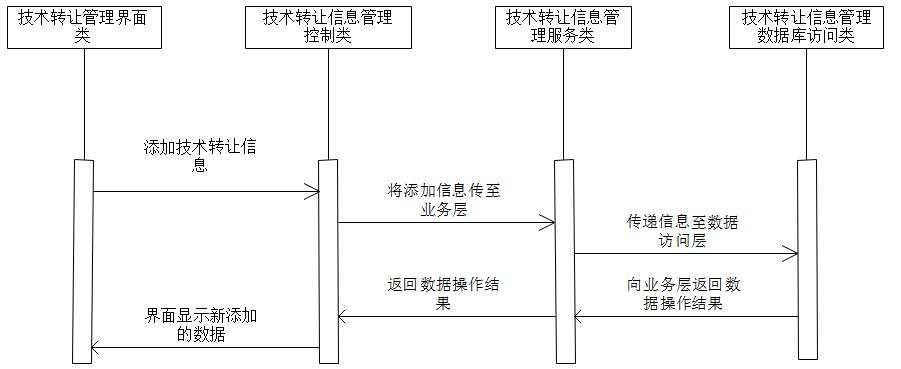 技术转让管理界面
类
技术转让信息管理
控制类
技术转让信息管
理服务类
技术转让信息管理
数据库访问类
添加技术转让信
息
将添加信息传至
业务层
传递信息至数据
访问层
向业务层返回数
据操作结果
返回数据操作结
果
界面显示新添加
的数据